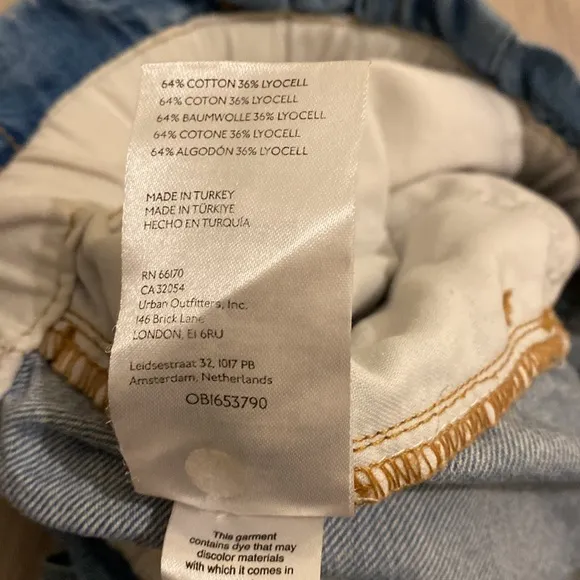 64% COTTON 36% LYOCELL
64% COTON 36% LYOCELL
64% BAUMWOLLE 36% LYOCELL
64% COTONE 36% LYOCELL
64% ALGODÓN 36% LYOCELL
MADE IN TURKEY
MADE IN TÜRKIYE
HECHO EN TURQUÍA
RN 66170
CA 32054
Urban Outfitters, Inc.
146 Brick Lane
LONDON, E1 6RU
Leidsestraat 32, 1017 PB
Amsterdam, Netherlands
OB1653790
This garment
contains dye that may
discolor materials
with which it comes in